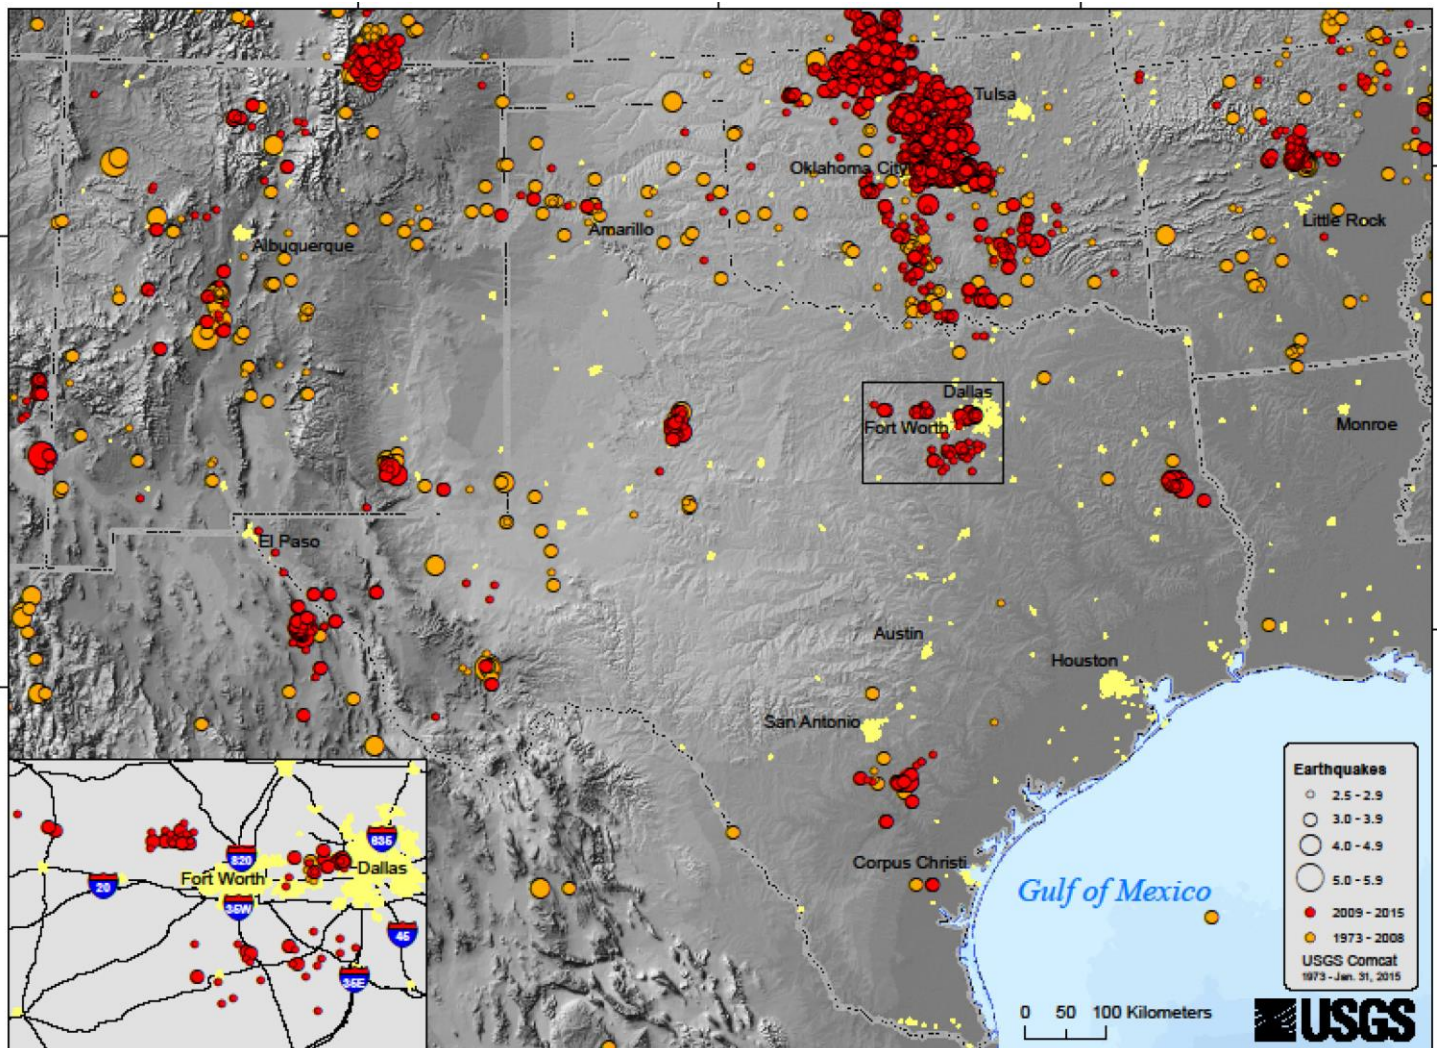 Tulsa
Oklahoma City
Little Rock
Amarillo
Albuquerque
Dallas
Fort Worth
Monroe
El Paso
Austin
Houston
San Antonio
Corpus Christi
Gulf of Mexico
Earthquakes
2.5 - 2.9
3.0 - 3.9
4.0 - 4.9
5.0 - 5.9
2009 - 2015
1973 - 2008
USGS Comcat
1973 - Jan. 31, 2015
0 50 100 Kilometers
USGS
635
820
Dallas
Fort Worth
20
35W
45
35E